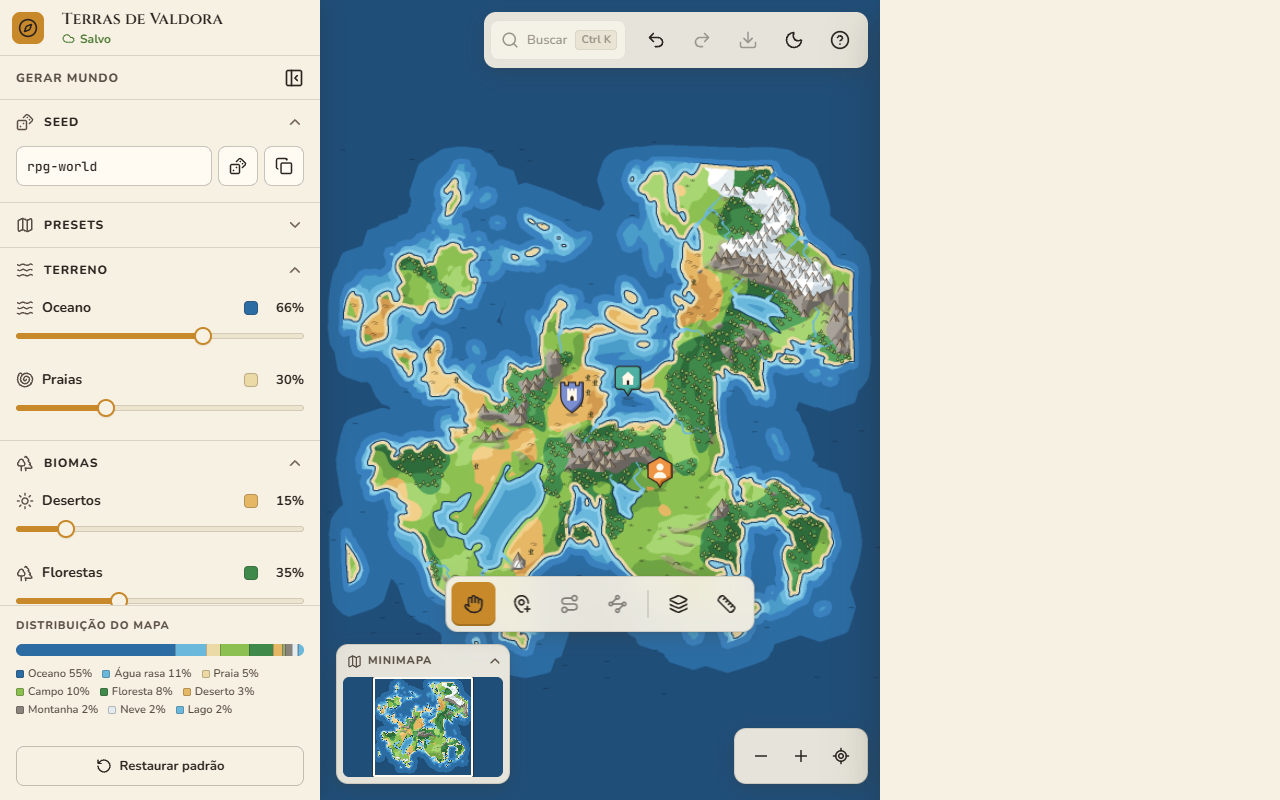 Terras de Valdora
Salvo
GERAR MUNDO
SEED
rpg-world
PRESETS
TERRENO
Oceano 66%
Praias 30%
BIOMAS
Desertos 15%
Florestas 35%
DISTRIBUIÇÃO DO MAPA
Oceano 55% Água rasa 11% Praia 5%
Campo 10% Floresta 8% Deserto 3%
Montanha 2% Neve 2% Lago 2%
Restaurar padrão
Buscar Ctrl K
MINIMAPA